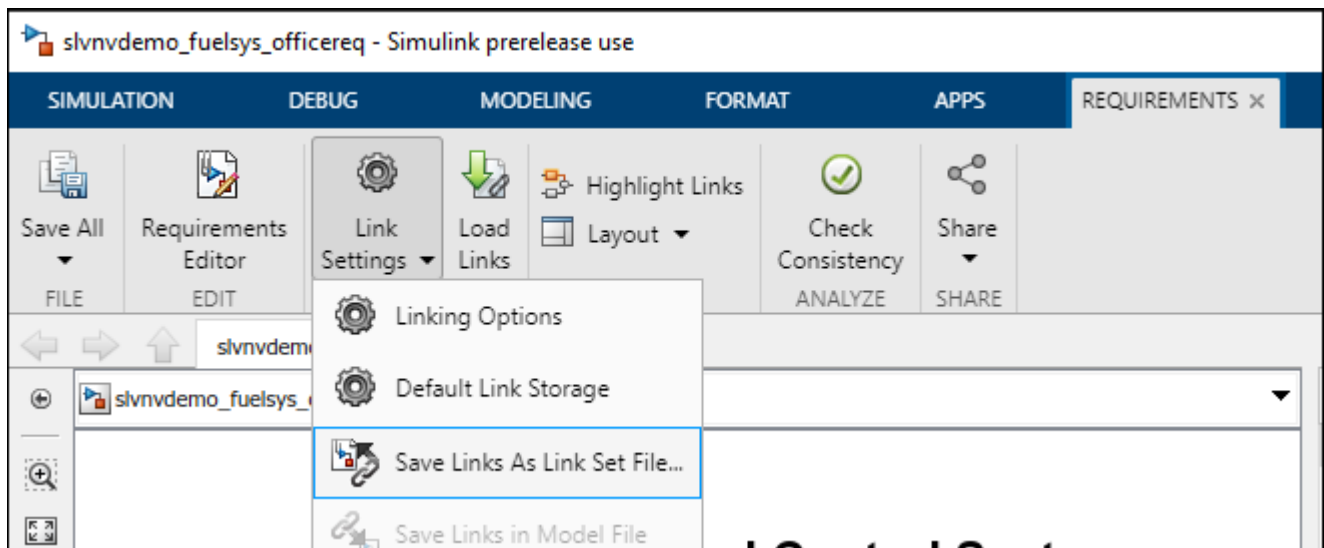 slvnvdemo_fuelsys_officereq - Simulink prerelease use
SIMULATION DEBUG MODELING FORMAT APPS REQUIREMENTS ×
Save All
Requirements
Editor
Link
Settings
Load
Links
Highlight Links
Layout
Check
Consistency
Share
FILE EDIT ANALYZE SHARE
Linking Options
Default Link Storage
Save Links As Link Set File...
Save Links in Model File